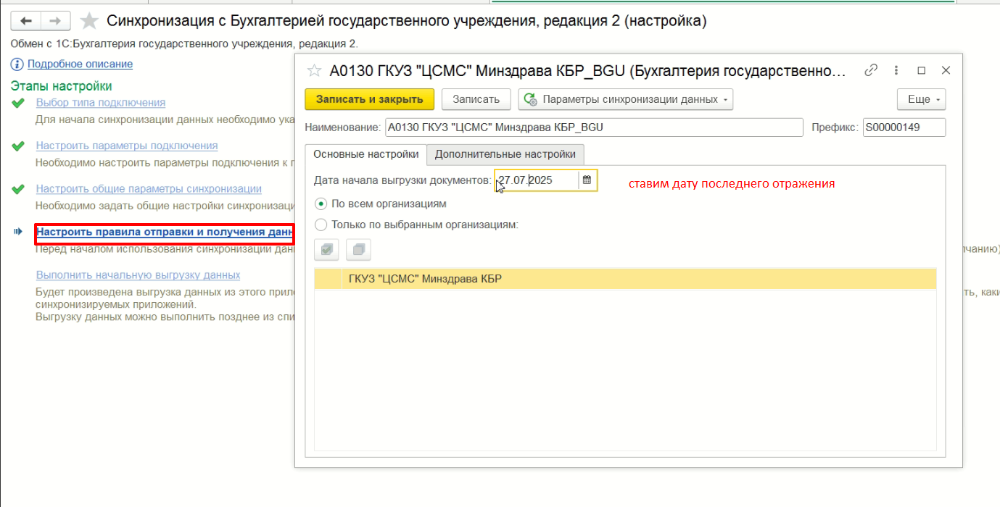 Синхронизация с Бухгалтерией государственного учреждения, редакция 2 (настройка)
Обмен с 1С:Бухгалтерия государственного учреждения, редакция 2.
Подробное описание
Этапы настройки
Выбор типа подключения
Для начала синхронизации данных необходимо ука
Настроить параметры подключения
Необходимо настроить параметры подключения к п
Настроить общие параметры синхронизации
Необходимо задать общие настройки синхронизаци
Настроить правила отправки и получения данн
Перед началом использования синхронизации дан
лчанию)
Выполнить начальную выгрузку данных
Будет произведена выгрузка данных из этого прило
ть, каки
синхронизируемых приложений.
Выгрузку данных можно выполнить позднее из спи
А0130 ГКУЗ "ЦСМС" Минздрава КБР_BGU (Бухгалтерия государственно...
Записать и закрыть
Записать
Параметры синхронизации данных
Еще
Наименование: А0130 ГКУЗ "ЦСМС" Минздрава КБР_BGU
Префикс: S00000149
Основные настройки
Дополнительные настройки
Дата начала выгрузки документов: 27.07.2025
ставим дату последнего отражения
По всем организациям
Только по выбранным организациям:
ГКУЗ "ЦСМС" Минздрава КБР